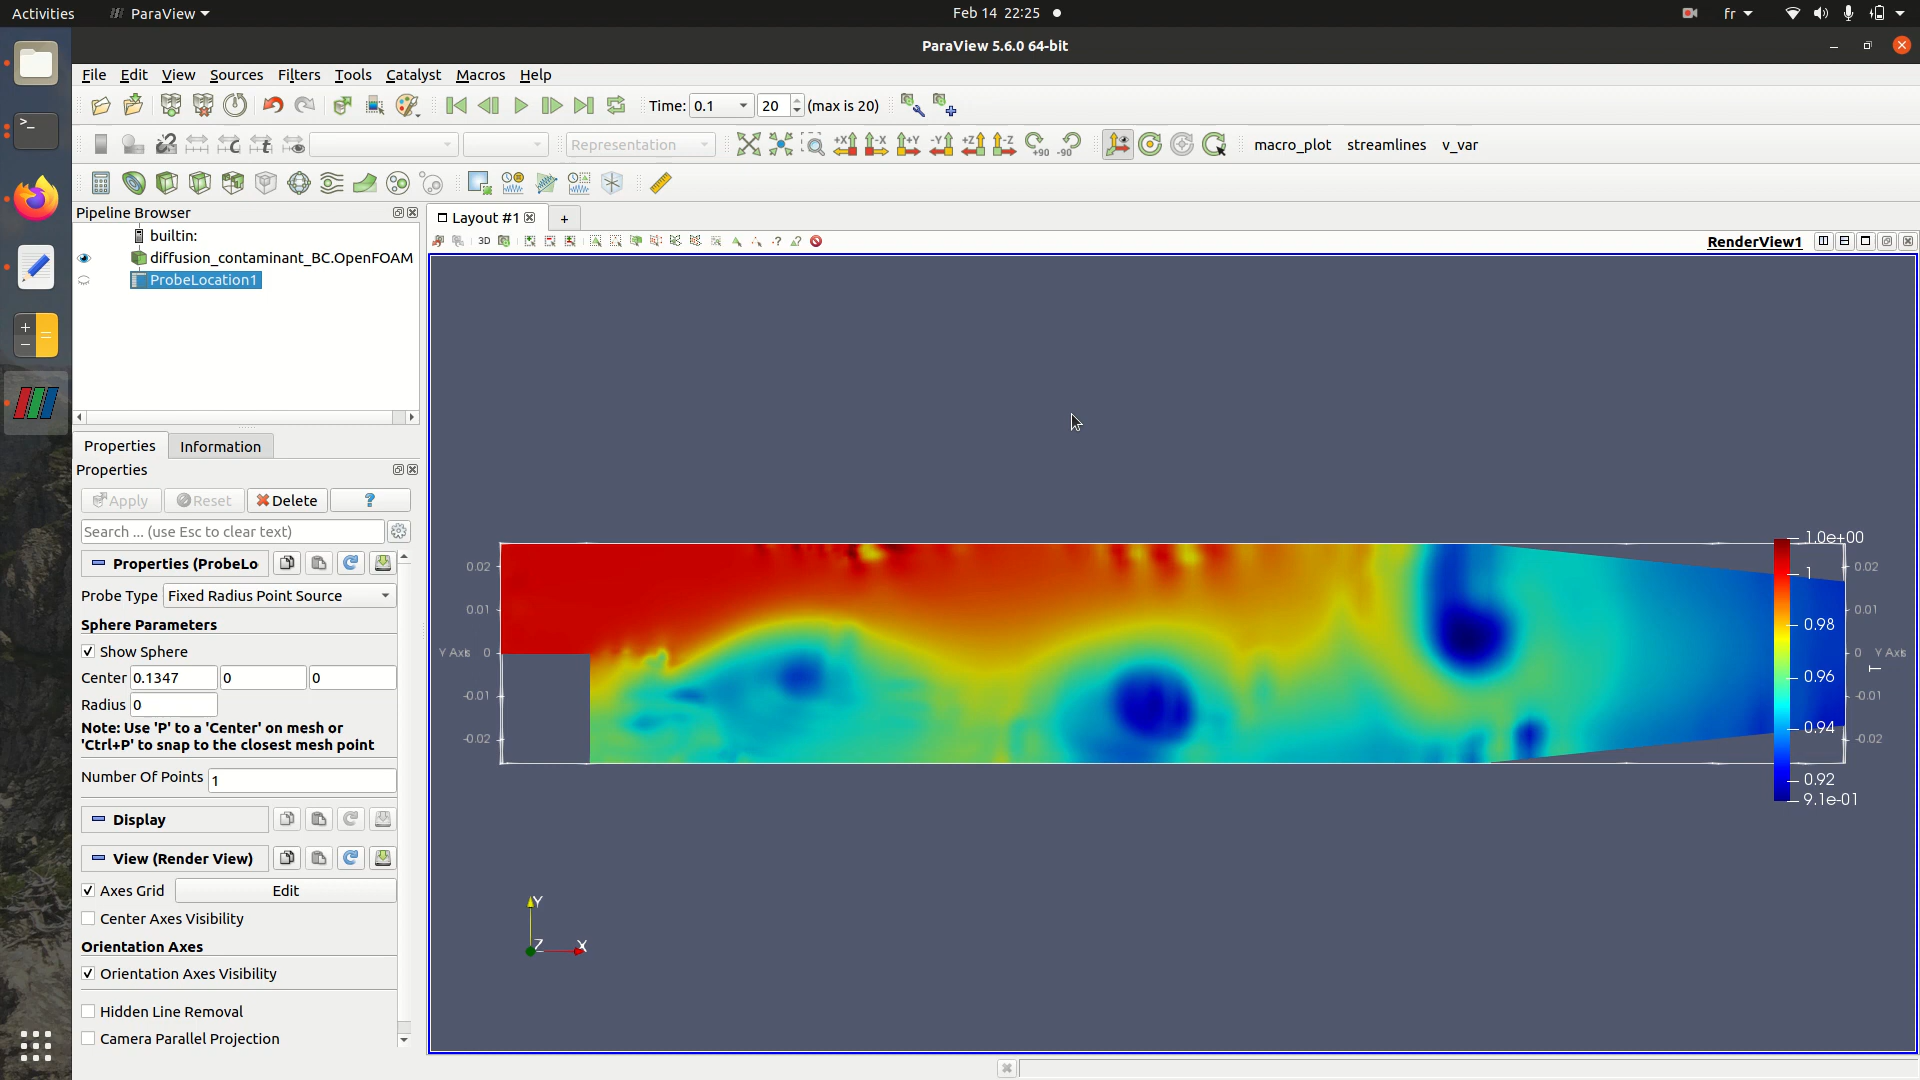 Activities
ParaView
Feb 14 22:25
fr
ParaView 5.6.0 64-bit
File Edit View Sources Filters Tools Catalyst Macros Help
Time: 0.1 20 (max is 20)
Representation
+X -X +Y -Y +Z -Z +90 -90
macro_plot streamlines v_var
Pipeline Browser
builtin:
diffusion_contaminant_BC.OpenFOAM
ProbeLocation1
Layout #1
+
3D
RenderView1
Properties Information
Properties
Apply Reset Delete ?
Search ... (use Esc to clear text)
Properties (ProbeLo
Probe Type Fixed Radius Point Source
Sphere Parameters
Show Sphere
Center 0.1347 0 0
Radius 0
Note: Use 'P' to a 'Center' on mesh or
'Ctrl+P' to snap to the closest mesh point
Number Of Points 1
Display
View (Render View)
Axes Grid Edit
Center Axes Visibility
Orientation Axes
Orientation Axes Visibility
Hidden Line Removal
Camera Parallel Projection
0.02
0.01
Y Axis 0
-0.01
-0.02
1.0e+00
1
0.98
0.96
0.94
0.92
9.1e-01
T
0.02
0.01
0 Y Axis
-0.01
-0.02
Y
Z X